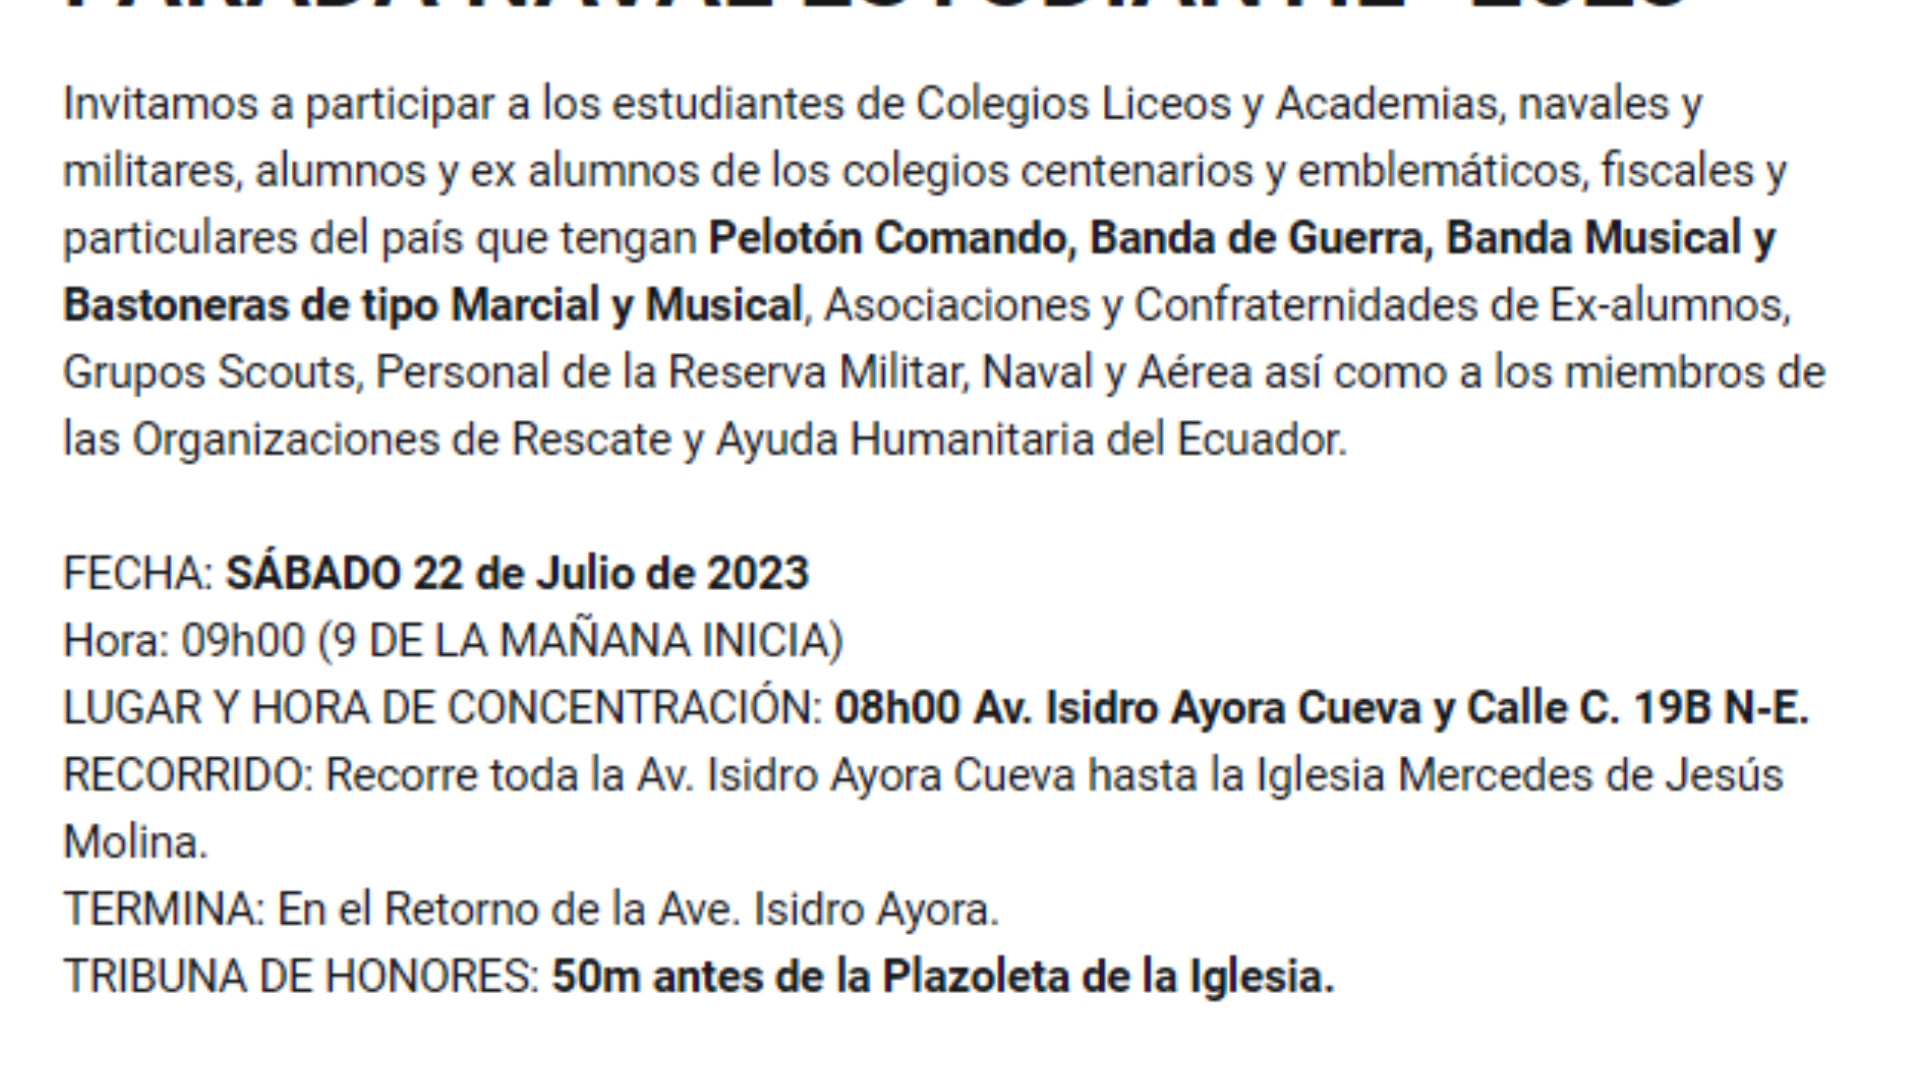 PARADA NAVAL ESTUDIANTIL 2023
Invitamos a participar a los estudiantes de Colegios Liceos y Academias, navales y
militares, alumnos y ex alumnos de los colegios centenarios y emblemáticos, fiscales y
particulares del país que tengan Pelotón Comando, Banda de Guerra, Banda Musical y
Bastoneras de tipo Marcial y Musical, Asociaciones y Confraternidades de Ex-alumnos,
Grupos Scouts, Personal de la Reserva Militar, Naval y Aérea así como a los miembros de
las Organizaciones de Rescate y Ayuda Humanitaria del Ecuador.
FECHA: SÁBADO 22 de Julio de 2023
Hora: 09h00 (9 DE LA MAÑANA INICIA)
LUGAR Y HORA DE CONCENTRACIÓN: 08h00 Av. Isidro Ayora Cueva y Calle C. 19B N-E.
RECORRIDO: Recorre toda la Av. Isidro Ayora Cueva hasta la Iglesia Mercedes de Jesús
Molina.
TERMINA: En el Retorno de la Ave. Isidro Ayora.
TRIBUNA DE HONORES: 50m antes de la Plazoleta de la Iglesia.